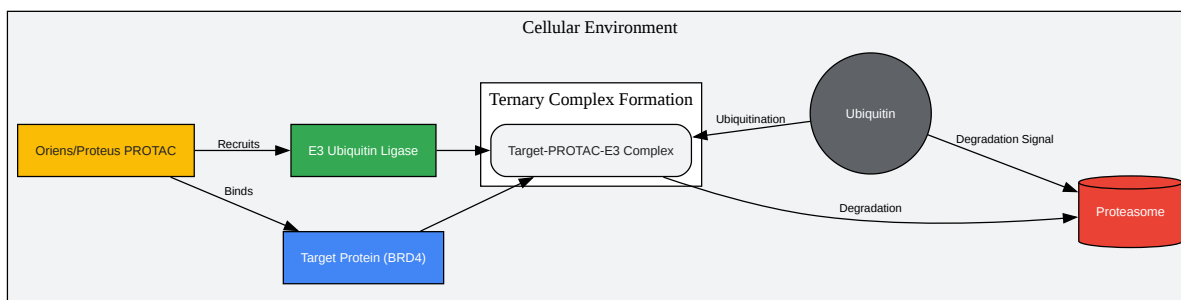 Cellular Environment
Ternary Complex Formation
Oriens/Proteus PROTAC
Recruits
E3 Ubiquitin Ligase
Target-PROTAC-E3 Complex
Ubiquitination
Ubiquitin
Degradation Signal
Binds
Target Protein (BRD4)
Degradation
Proteasome